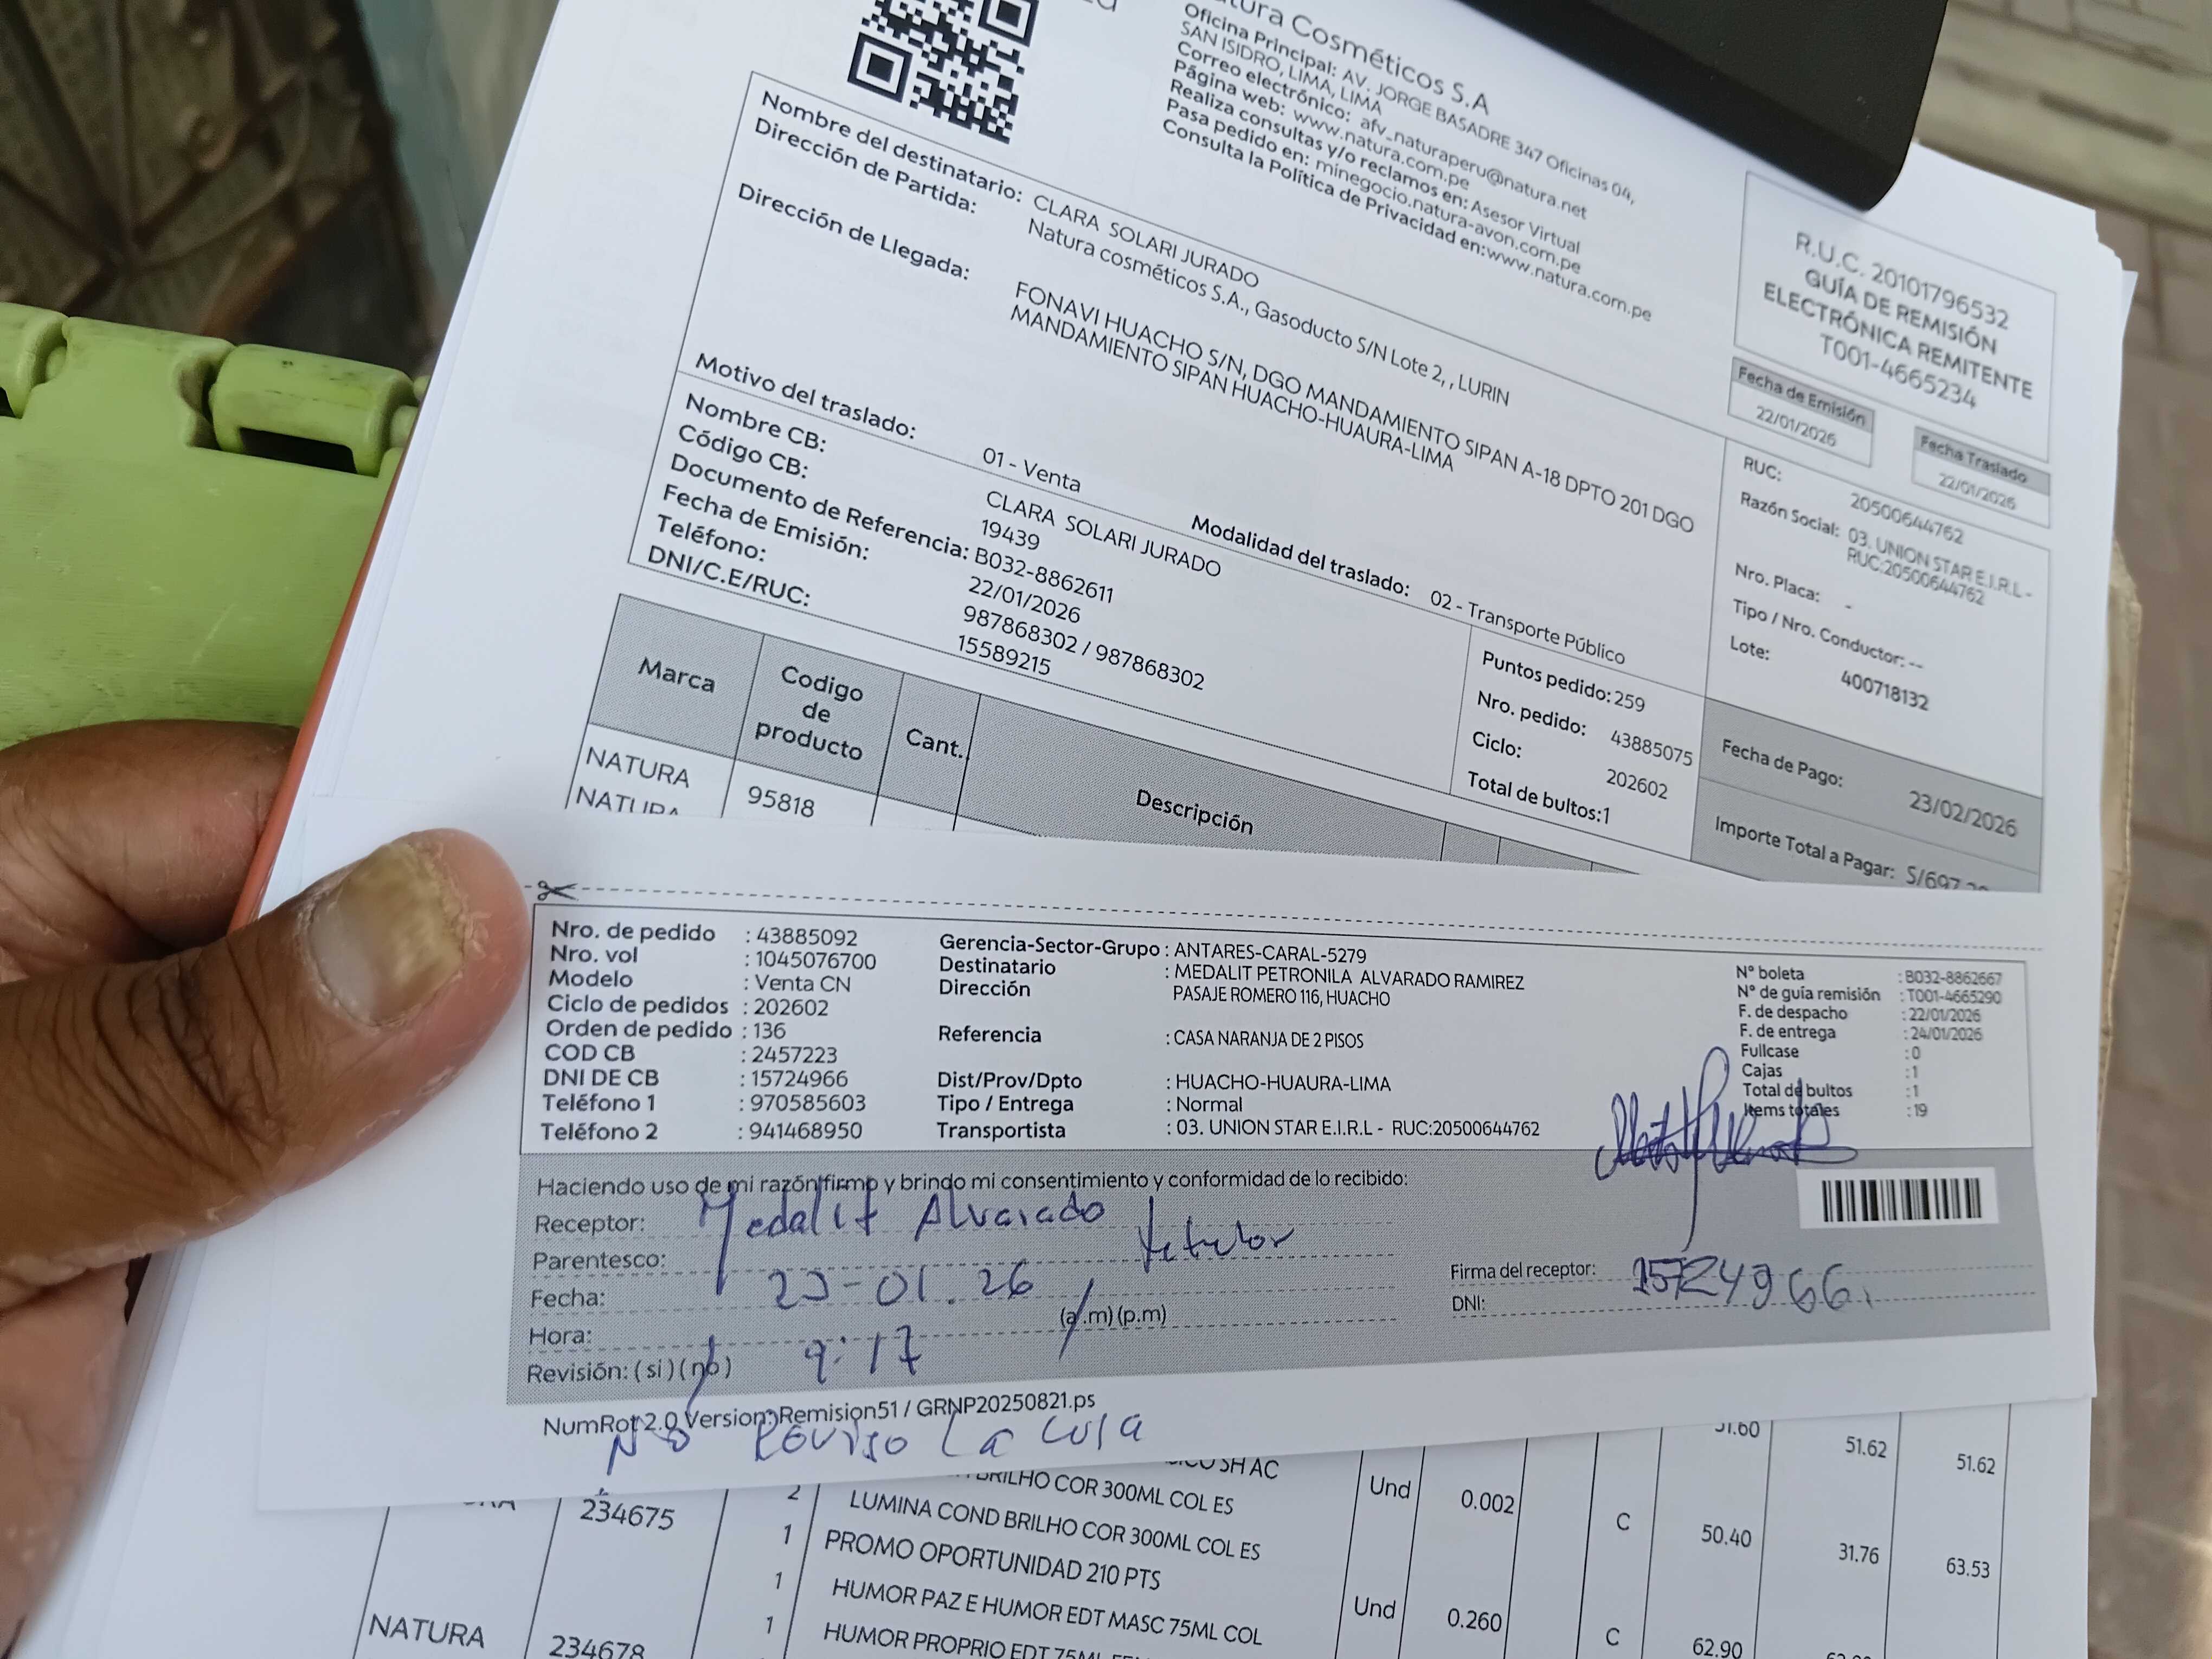 tura Cosméticos S.A
Oficina Principal: AV. JORGE BASADRE 347 Oficinas 04,
SAN ISIDRO, LIMA, LIMA
Correo electrónico: afv_naturaperu@natura.net
Página web: www.natura.com.pe
Realiza consultas y/o reclamos en: Asesor Virtual
Pasa pedido en: minegocio.natura-avon.com.pe
Consulta la Política de Privacidad en:www.natura.com.pe
R.U.C. 20101796532
GUÍA DE REMISIÓN
ELECTRÓNICA REMITENTE
T001-4665234
Fecha de Emisión
22/01/2026
Fecha Traslado
22/01/2026
Nombre del destinatario: CLARA SOLARI JURADO
Dirección de Partida: Natura cosméticos S.A., Gasoducto S/N Lote 2, , LURIN
Dirección de Llegada: FONAVI HUACHO S/N, DGO MANDAMIENTO SIPAN A-18 DPTO 201 DGO
MANDAMIENTO SIPAN HUACHO-HUAURA-LIMA
RUC: 20500644762
Razón Social: 03. UNION STAR E.I.R.L -
RUC:20500644762
Nro. Placa: -
Tipo / Nro. Conductor: --
Lote: 400718132
Motivo del traslado: 01 - Venta
Modalidad del traslado: 02 - Transporte Público
Nombre CB: CLARA SOLARI JURADO
Código CB: 19439
Documento de Referencia: B032-8862611
Fecha de Emisión: 22/01/2026
Teléfono: 987868302 / 987868302
DNI/C.E/RUC: 15589215
Puntos pedido: 259
Nro. pedido: 43885075
Ciclo: 202602
Total de bultos:1
Fecha de Pago: 23/02/2026
Importe Total a Pagar: S/697
Marca
Codigo de producto
Cant.
Descripción
NATURA 95818
NATURA
Nro. de pedido : 43885092
Nro. vol : 1045076700
Modelo : Venta CN
Ciclo de pedidos : 202602
Orden de pedido : 136
COD CB : 2457223
DNI DE CB : 15724966
Teléfono 1 : 970585603
Teléfono 2 : 941468950
Gerencia-Sector-Grupo : ANTARES-CARAL-5279
Destinatario : MEDALIT PETRONILA ALVARADO RAMIREZ
Dirección PASAJE ROMERO 116, HUACHO
Referencia : CASA NARANJA DE 2 PISOS
Dist/Prov/Dpto : HUACHO-HUAURA-LIMA
Tipo / Entrega : Normal
Transportista : 03. UNION STAR E.I.R.L - RUC:20500644762
N° boleta : B032-8862667
N° de guía remisión : T001-4665290
F. de despacho : 22/01/2026
F. de entrega : 24/01/2026
Fullcase : 0
Cajas : 1
Total de bultos : 1
Items totales : 19
Haciendo uso de mi razón firmo y brindo mi consentimiento y conformidad de lo recibido:
Receptor: Medalit Alvarado
Parentesco: titular
Fecha: 23-01.26
Hora: 9:17 (a.m) (p.m)
Revisión: (si) (no)
Firma del receptor:
DNI: 15724966.
NumRot 2.0 Version: Remision51 / GRNP20250821.ps
No Reviso La Caja
SH AC
51.62 51.62
BRILHO COR 300ML COL ES
234675 2 LUMINA COND BRILHO COR 300ML COL ES Und 0.002 C 50.40 31.76 63.53
1 PROMO OPORTUNIDAD 210 PTS
1 HUMOR PAZ E HUMOR EDT MASC 75ML COL Und 0.260 C 62.90
NATURA 234678 1 HUMOR PROPRIO EDT 75ML